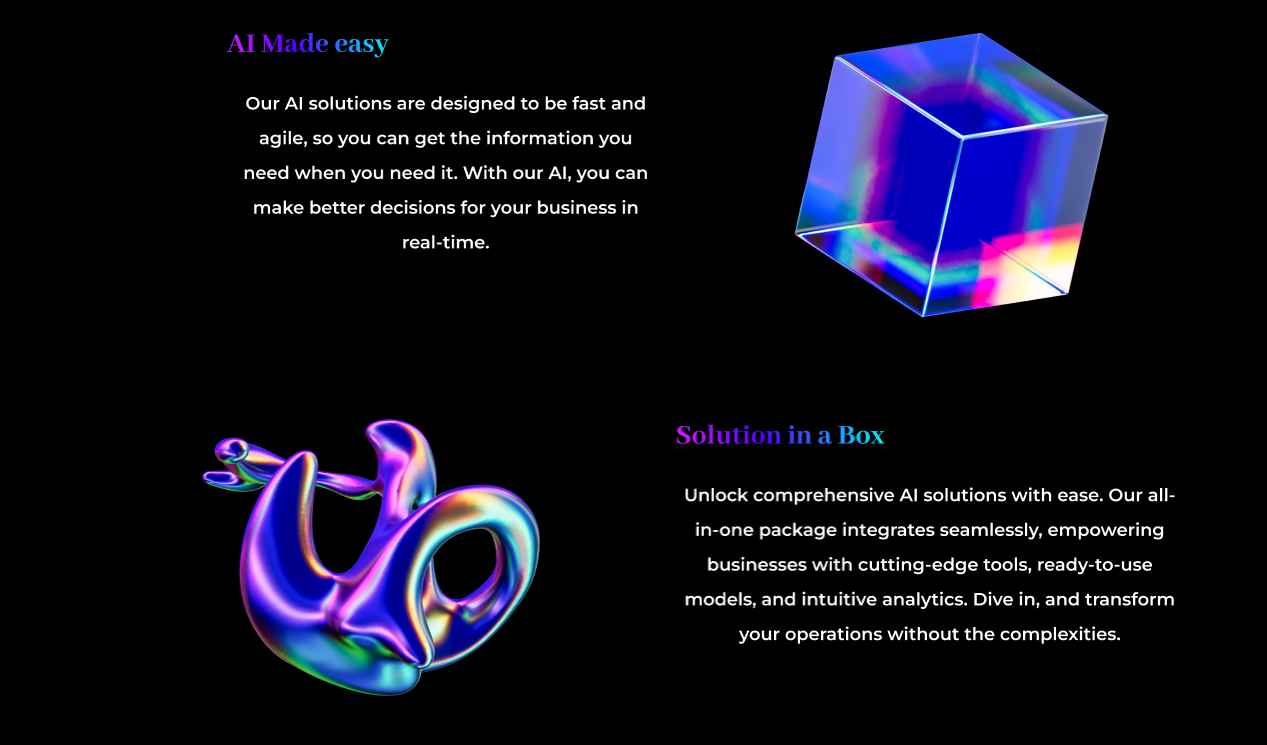 AI Made easy
Our AI solutions are designed to be fast and
agile, so you can get the information you
need when you need it. With our AI, you can
make better decisions for your business in
real-time.
Solution in a Box
Unlock comprehensive AI solutions with ease. Our all-
in-one package integrates seamlessly, empowering
businesses with cutting-edge tools, ready-to-use
models, and intuitive analytics. Dive in, and transform
your operations without the complexities.